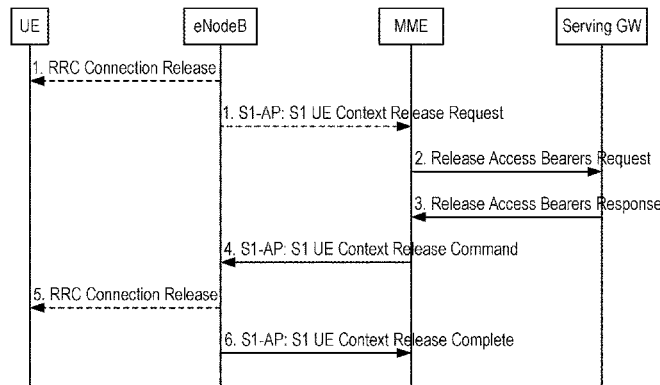 UE
eNodeB
MME
Serving GW
1. RRC Connection Release
1. S1-AP: S1 UE Context Release Request
2. Release Access Bearers Request
3. Release Access Bearers Response
4. S1-AP: S1 UE Context Release Command
5. RRC Connection Release
6. S1-AP: S1 UE Context Release Complete